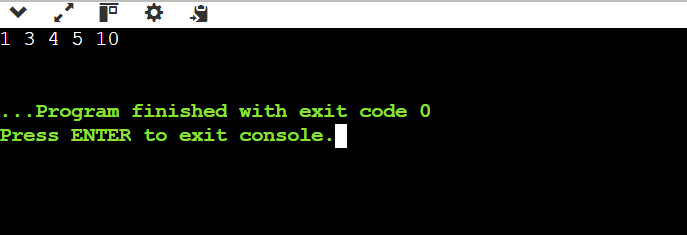 1 3 4 5 10
...Program finished with exit code 0
Press ENTER to exit console.